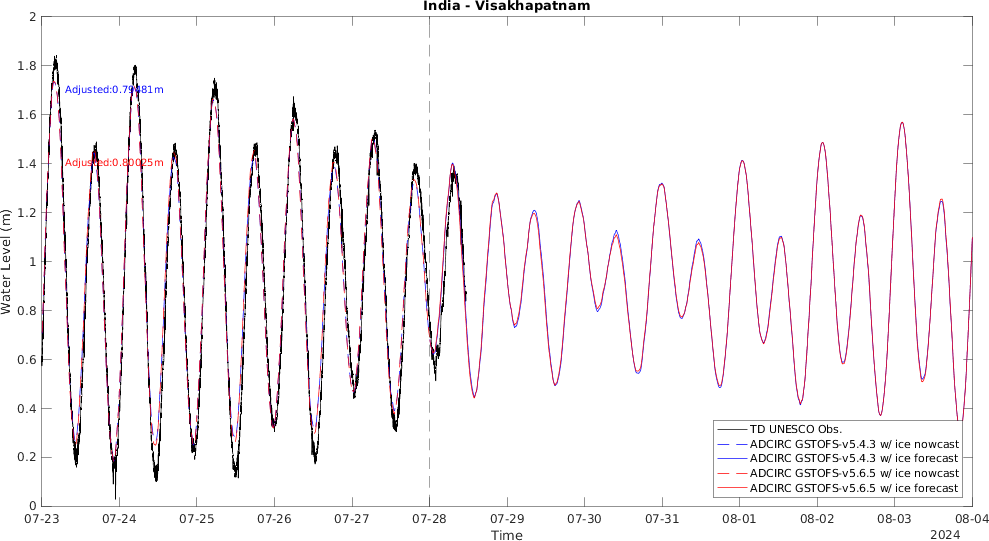 India - Visakhapatnam
2
1.8
1.6
1.4
1.2
1
0.8
0.6
0.4
0.2
0
Water Level (m)
Adjusted:0.79481m
Adjusted:0.80025m
TD UNESCO Obs.
ADCIRC GSTOFS-v5.4.3 w/ ice nowcast
ADCIRC GSTOFS-v5.4.3 w/ ice forecast
ADCIRC GSTOFS-v5.6.5 w/ ice nowcast
ADCIRC GSTOFS-v5.6.5 w/ ice forecast
07-23 07-24 07-25 07-26 07-27 07-28 07-29 07-30 07-31 08-01 08-02 08-03 08-04
Time
2024